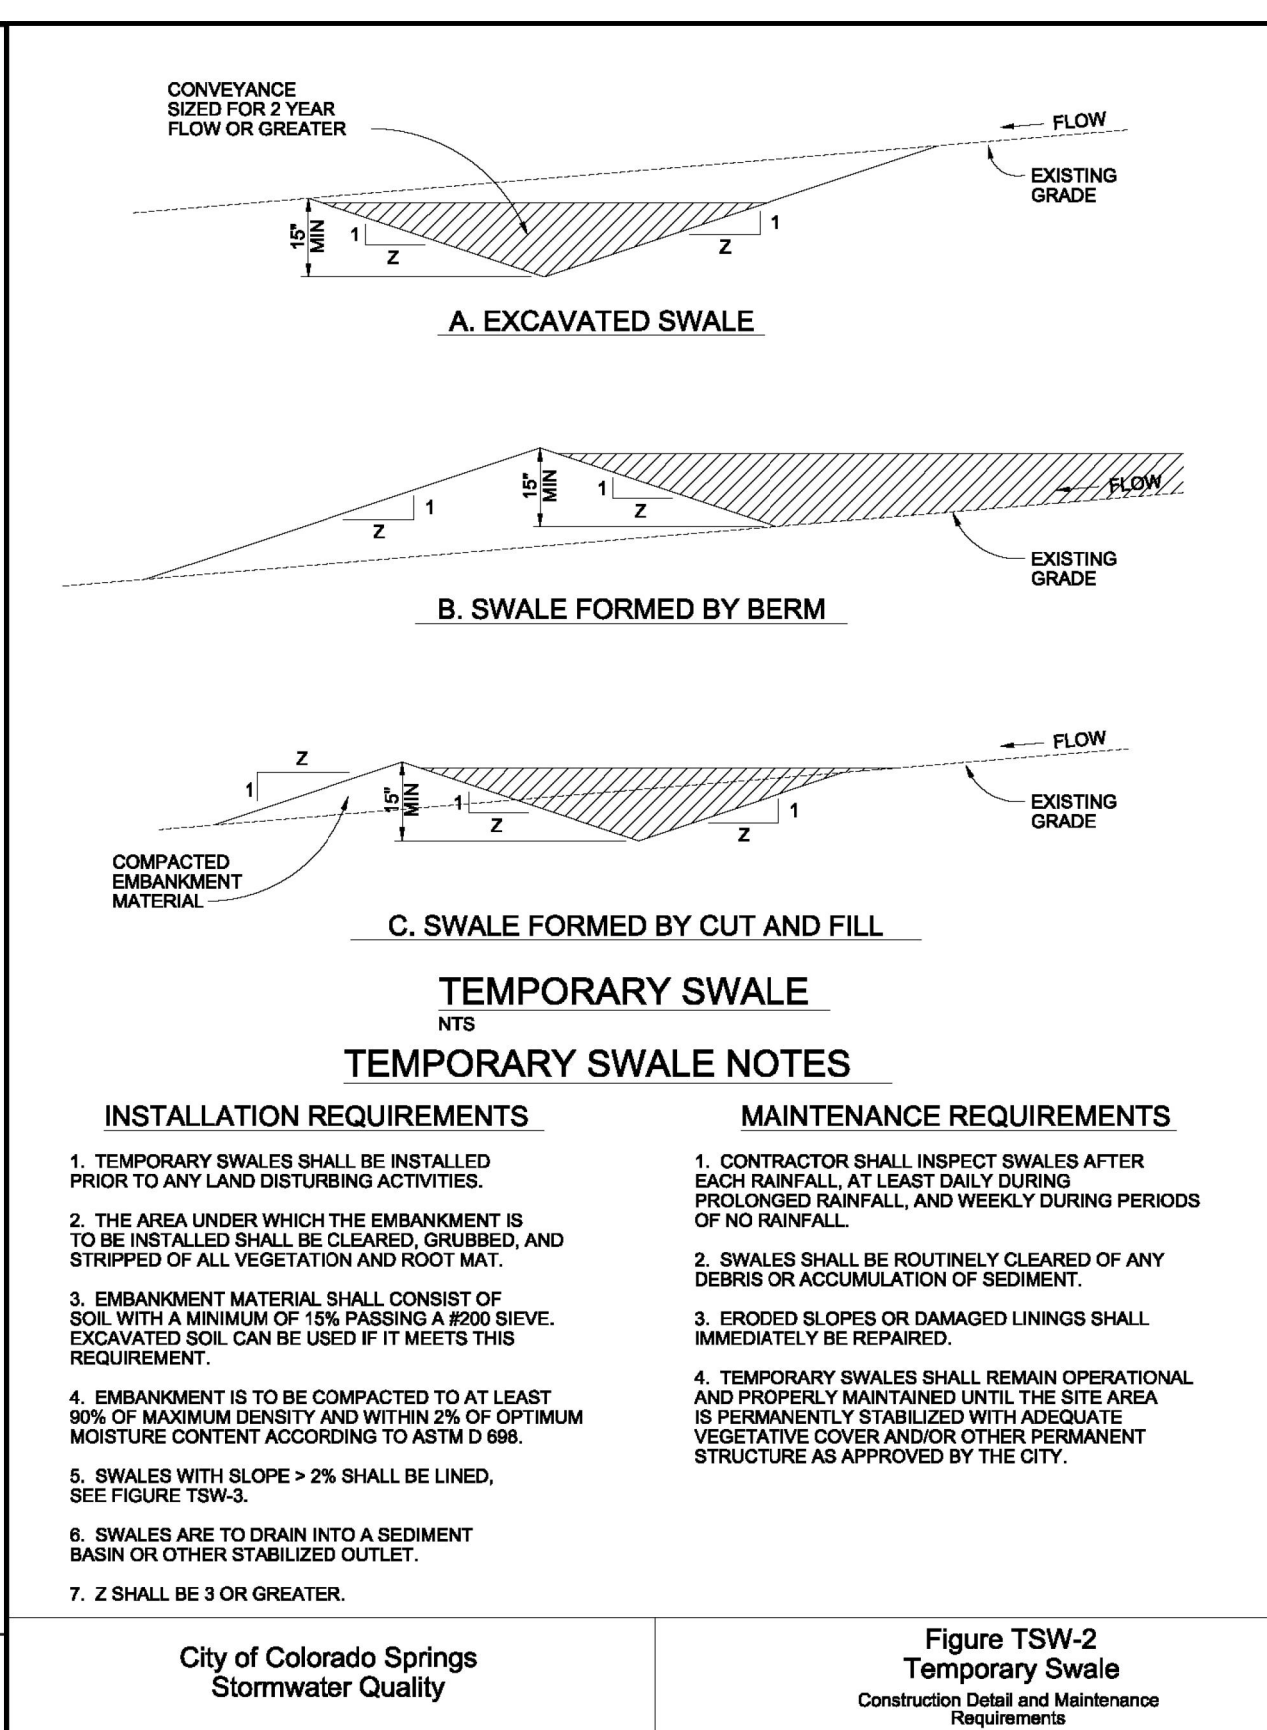 CONVEYANCE
SIZED FOR 2 YEAR
FLOW OR GREATER
FLOW
EXISTING
GRADE
15"
MIN
1
Z
1
Z
A. EXCAVATED SWALE
15"
MIN
1
Z
1
Z
FLOW
EXISTING
GRADE
B. SWALE FORMED BY BERM
Z
1
15"
MIN
1
Z
1
Z
FLOW
EXISTING
GRADE
COMPACTED
EMBANKMENT
MATERIAL
C. SWALE FORMED BY CUT AND FILL
TEMPORARY SWALE
NTS
TEMPORARY SWALE NOTES
INSTALLATION REQUIREMENTS
1. TEMPORARY SWALES SHALL BE INSTALLED
PRIOR TO ANY LAND DISTURBING ACTIVITIES.
2. THE AREA UNDER WHICH THE EMBANKMENT IS
TO BE INSTALLED SHALL BE CLEARED, GRUBBED, AND
STRIPPED OF ALL VEGETATION AND ROOT MAT.
3. EMBANKMENT MATERIAL SHALL CONSIST OF
SOIL WITH A MINIMUM OF 15% PASSING A #200 SIEVE.
EXCAVATED SOIL CAN BE USED IF IT MEETS THIS
REQUIREMENT.
4. EMBANKMENT IS TO BE COMPACTED TO AT LEAST
90% OF MAXIMUM DENSITY AND WITHIN 2% OF OPTIMUM
MOISTURE CONTENT ACCORDING TO ASTM D 698.
5. SWALES WITH SLOPE > 2% SHALL BE LINED,
SEE FIGURE TSW-3.
6. SWALES ARE TO DRAIN INTO A SEDIMENT
BASIN OR OTHER STABILIZED OUTLET.
7. Z SHALL BE 3 OR GREATER.
MAINTENANCE REQUIREMENTS
1. CONTRACTOR SHALL INSPECT SWALES AFTER
EACH RAINFALL, AT LEAST DAILY DURING
PROLONGED RAINFALL, AND WEEKLY DURING PERIODS
OF NO RAINFALL.
2. SWALES SHALL BE ROUTINELY CLEARED OF ANY
DEBRIS OR ACCUMULATION OF SEDIMENT.
3. ERODED SLOPES OR DAMAGED LININGS SHALL
IMMEDIATELY BE REPAIRED.
4. TEMPORARY SWALES SHALL REMAIN OPERATIONAL
AND PROPERLY MAINTAINED UNTIL THE SITE AREA
IS PERMANENTLY STABILIZED WITH ADEQUATE
VEGETATIVE COVER AND/OR OTHER PERMANENT
STRUCTURE AS APPROVED BY THE CITY.
City of Colorado Springs
Stormwater Quality
Figure TSW-2
Temporary Swale
Construction Detail and Maintenance
Requirements